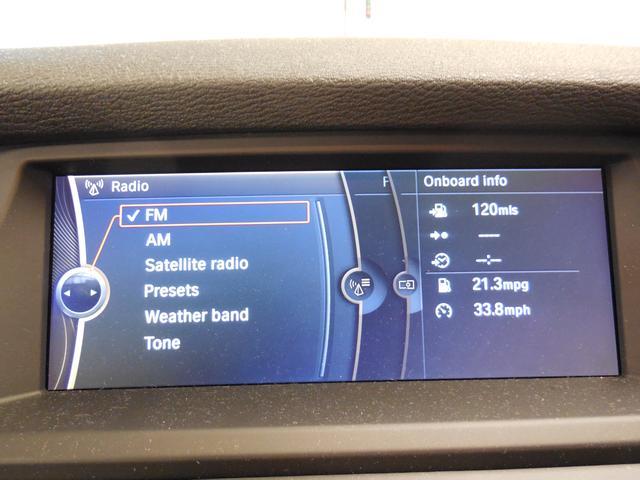 Radio
FM
AM
Satellite radio
Presets
Weather band
Tone
F
Onboard info
120mls
---
--:--
21.3mpg
33.8mph